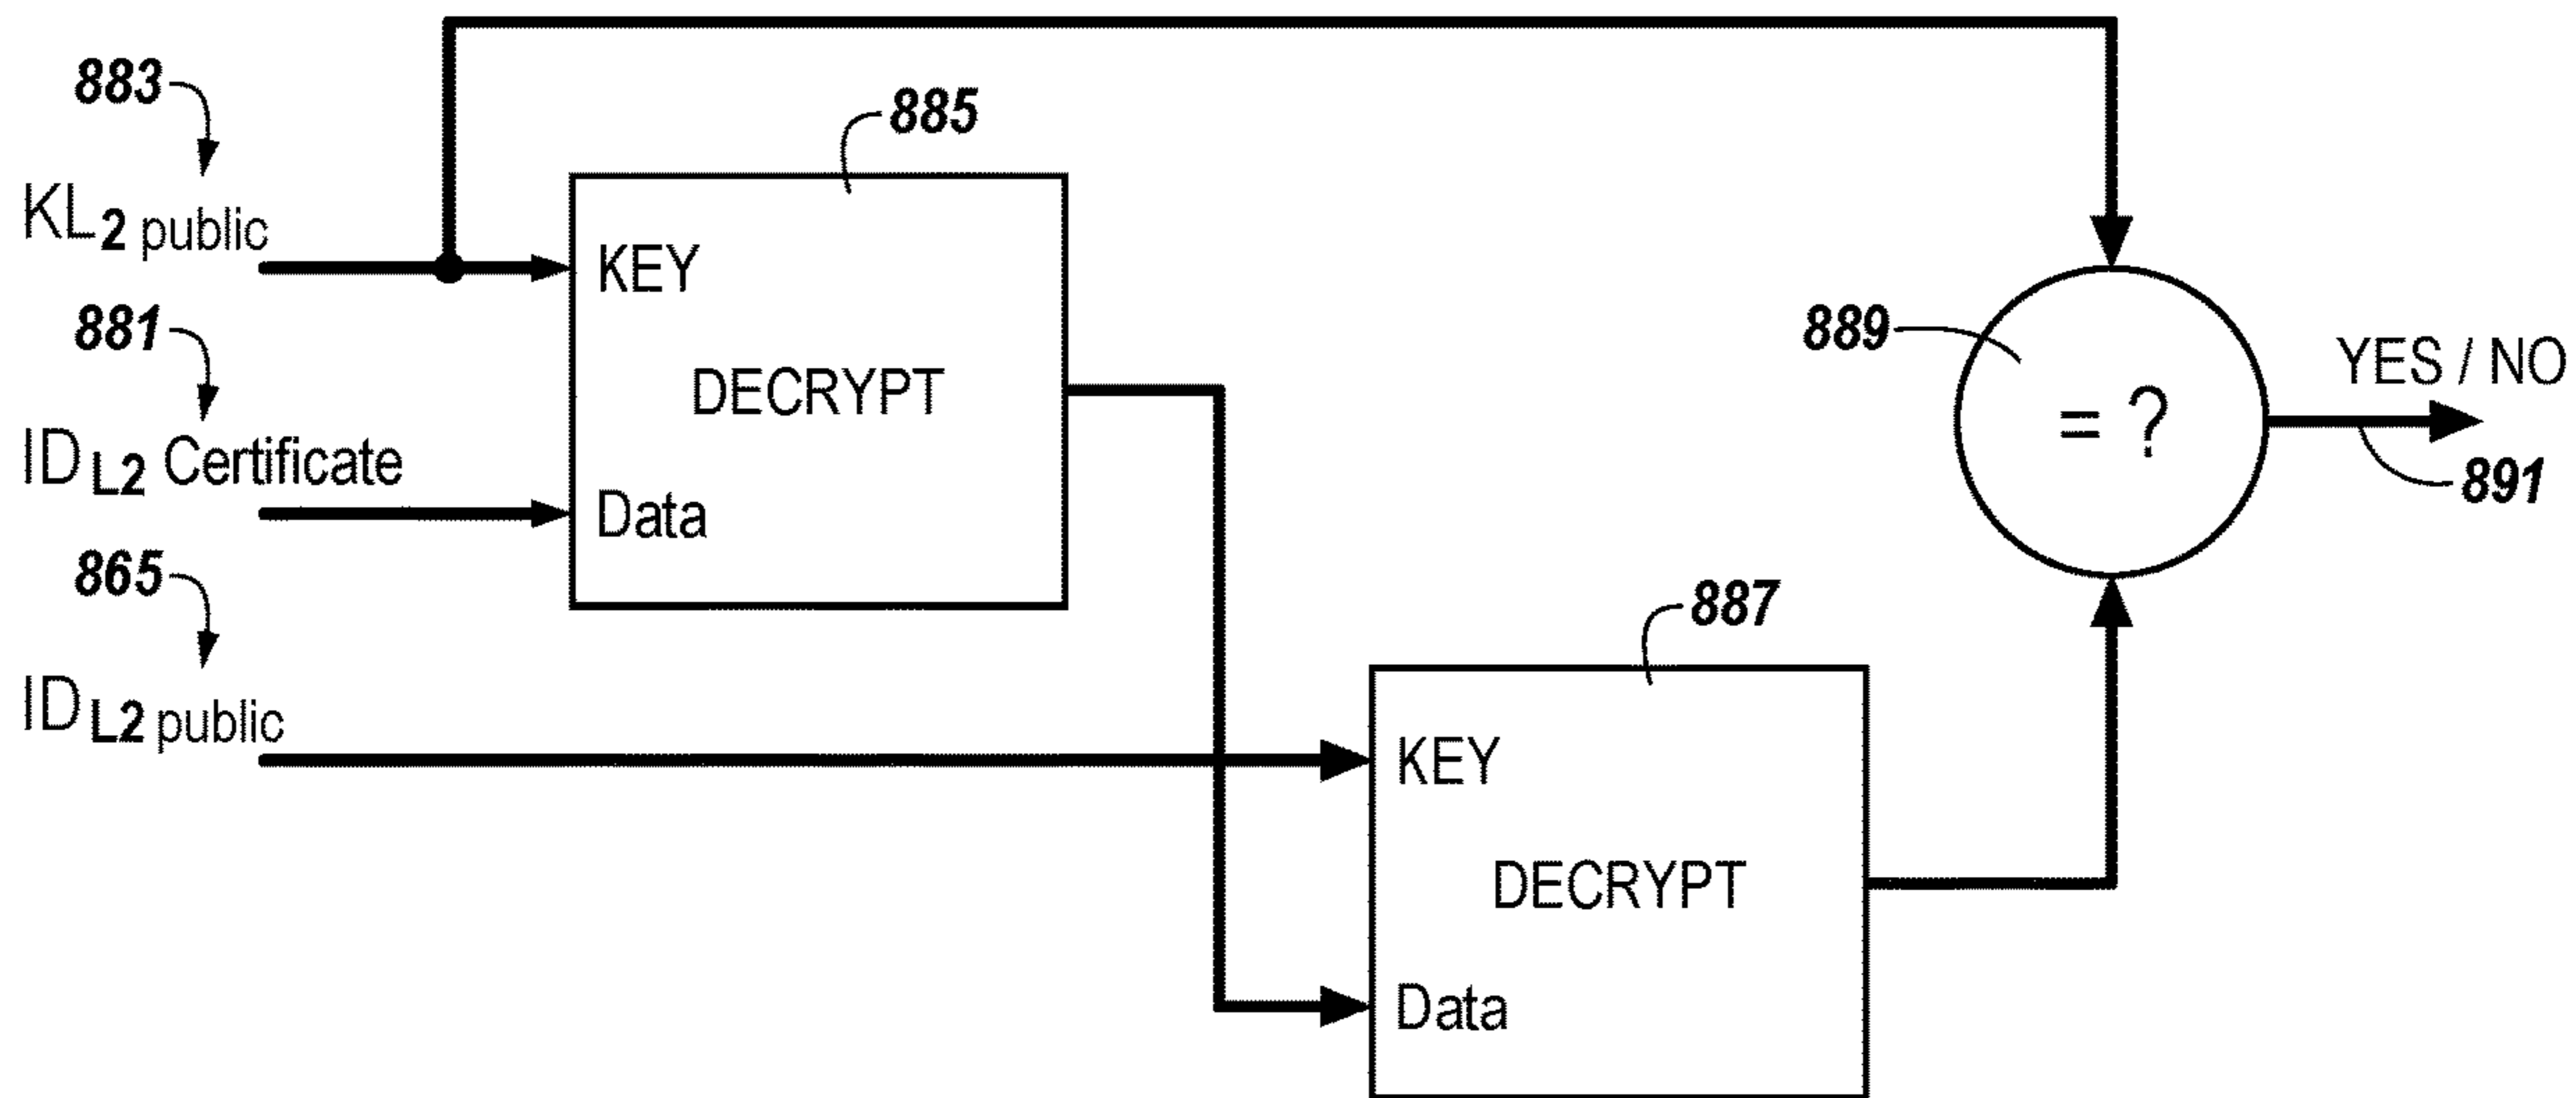 883
KL2 public
881
IDL2 Certificate
865
IDL2 public
885
KEY
DECRYPT
Data
887
KEY
DECRYPT
Data
889
= ?
YES / NO
891